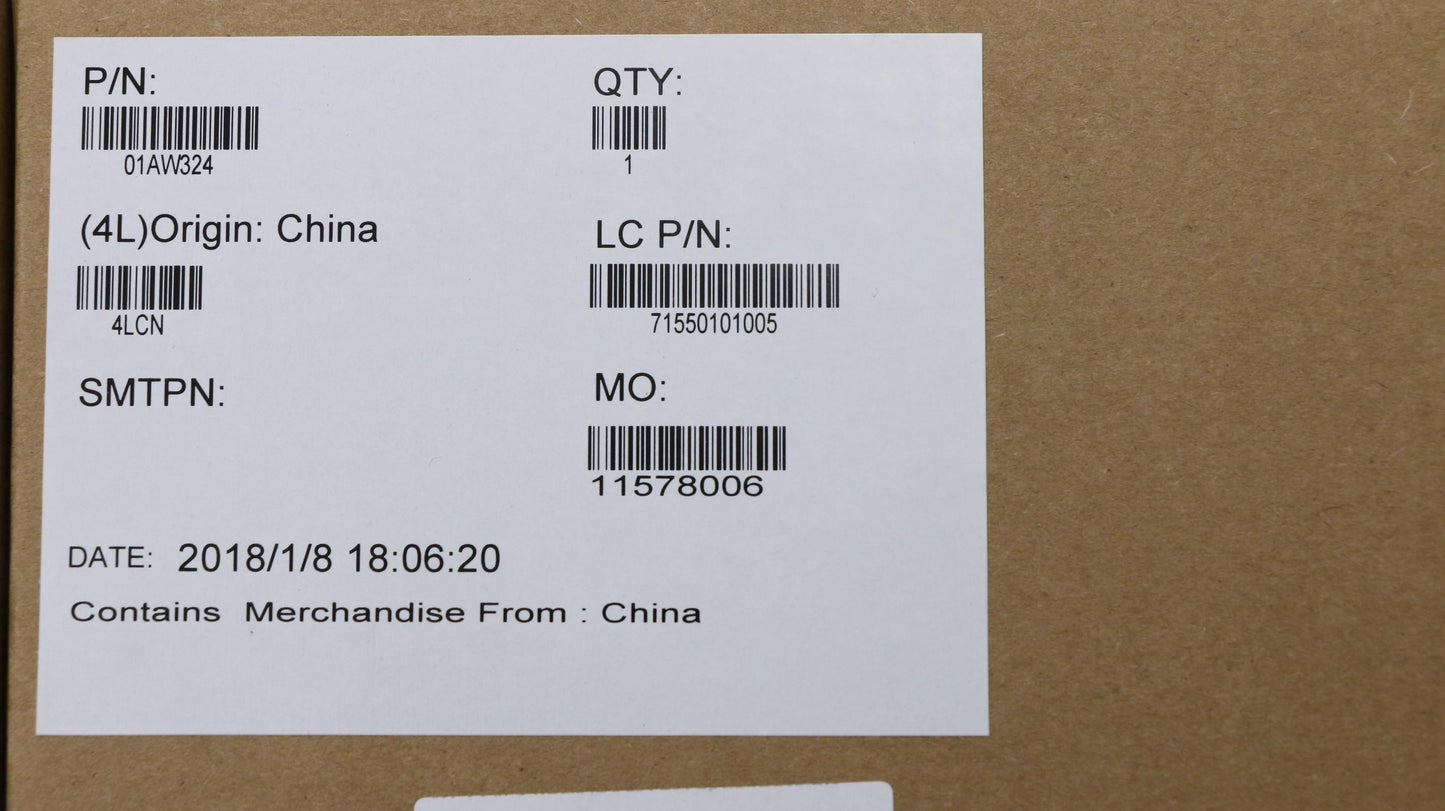 P/N:
01AW324
QTY:
1
(4L)Origin: China
4LCN
LC P/N:
71550101005
SMTPN:
MO:
11578006
DATE: 2018/1/8 18:06:20
Contains Merchandise From : China